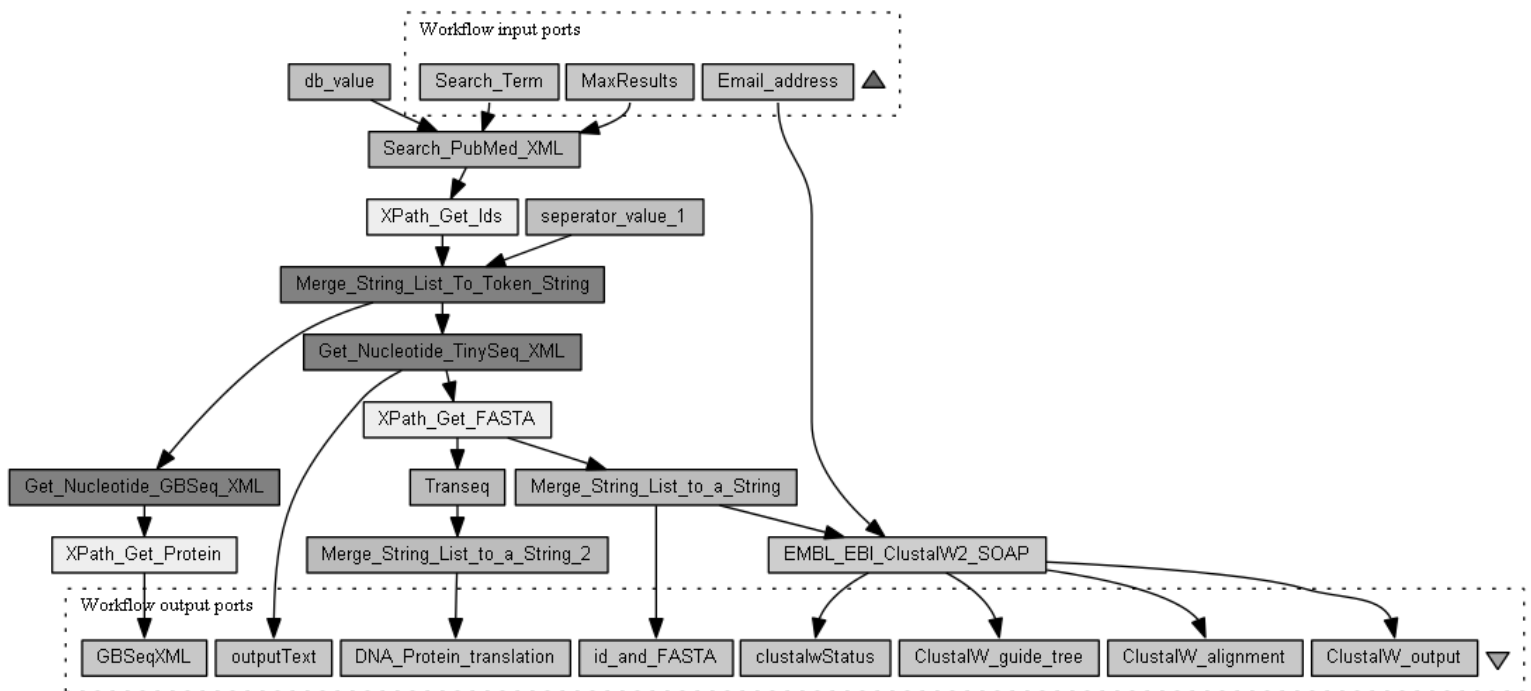 Workflow input ports
db_value
Search_Term
MaxResults
Email_address
Search_PubMed_XML
XPath_Get_Ids
seperator_value_1
Merge_String_List_To_Token_String
Get_Nucleotide_TinySeq_XML
XPath_Get_FASTA
Get_Nucleotide_GBSeq_XML
Transeq
Merge_String_List_to_a_String
XPath_Get_Protein
Merge_String_List_to_a_String_2
EMBL_EBI_ClustalW2_SOAP
Workflow output ports
GBSeqXML
outputText
DNA_Protein_translation
id_and_FASTA
clustalwStatus
ClustalW_guide_tree
ClustalW_alignment
ClustalW_output